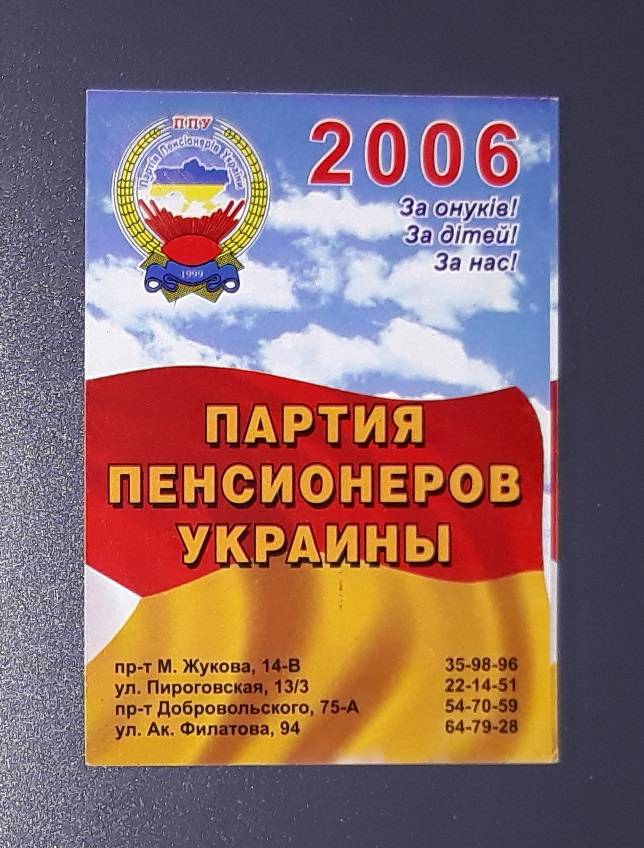 ППУ
Партія Пенсіонерів України
1999
2006
За онуків!
За дітей!
За нас!
ПАРТИЯ
ПЕНСИОНЕРОВ
УКРАИНЫ
пр-т М. Жукова, 14-В 35-98-96
ул. Пироговская, 13/3 22-14-51
пр-т Добровольского, 75-А 54-70-59
ул. Ак. Филатова, 94 64-79-28